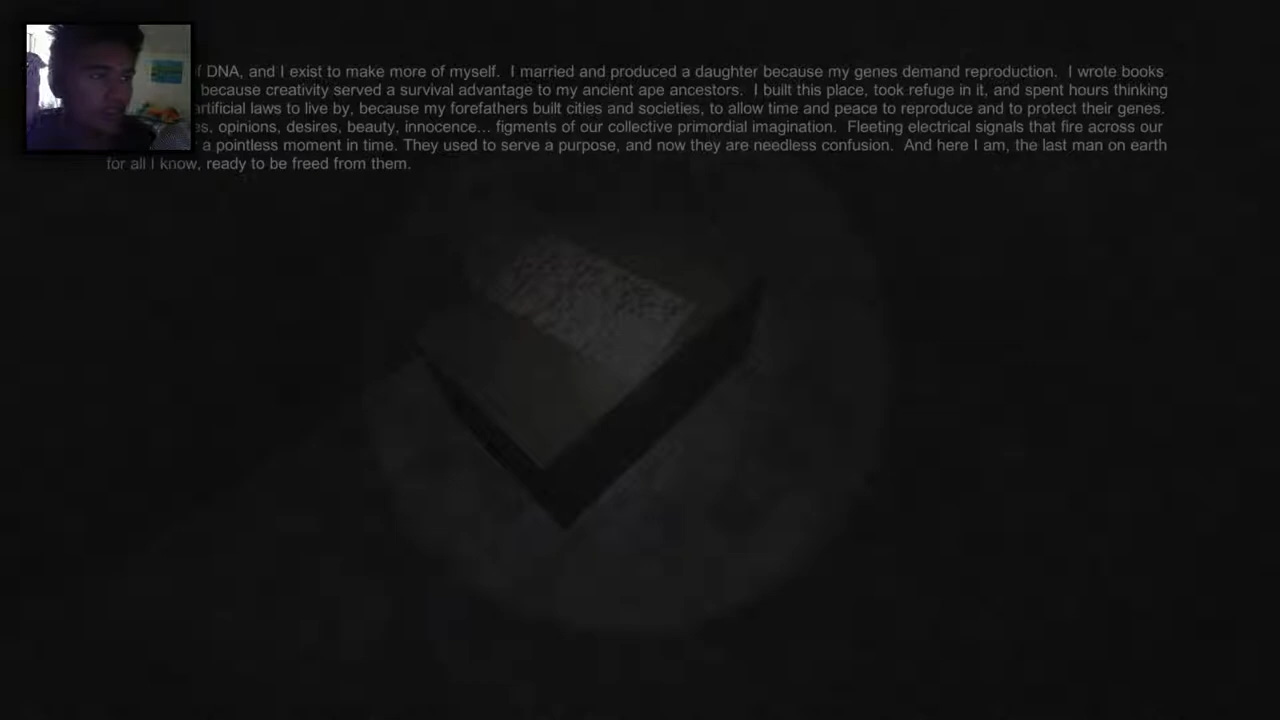 f DNA, and I exist to make more of myself.  I married and produced a daughter because my genes demand reproduction.  I wrote books
because creativity served a survival advantage to my ancient ape ancestors.  I built this place, took refuge in it, and spent hours thinking
artificial laws to live by, because my forefathers built cities and societies, to allow time and peace to reproduce and to protect their genes.
es, opinions, desires, beauty, innocence... figments of our collective primordial imagination.  Fleeting electrical signals that fire across our
a pointless moment in time. They used to serve a purpose, and now they are needless confusion.  And here I am, the last man on earth
for all I know, ready to be freed from them.